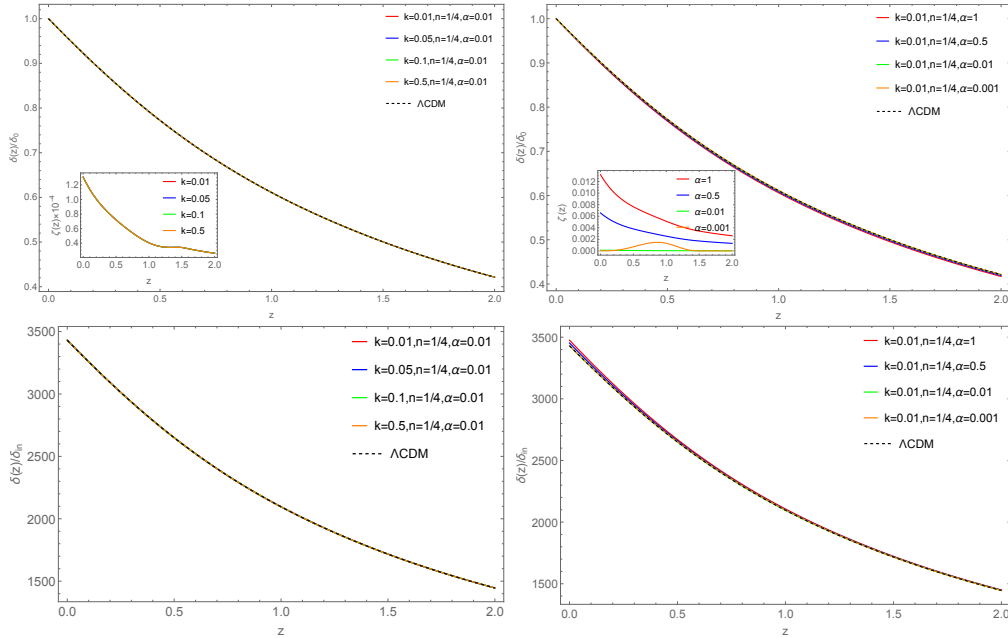 k=0.01,n=1/4,α=0.01
k=0.05,n=1/4,α=0.01
k=0.1,n=1/4,α=0.01
k=0.5,n=1/4,α=0.01
ΛCDM
1.0
0.9
0.8
0.7
0.6
0.5
0.4
δ(z)/δ0
0.0
0.5
1.0
1.5
2.0
z
k=0.01
k=0.05
k=0.1
k=0.5
1.2
1.0
0.8
0.6
0.4
ζ(z)×10⁻⁴
0.0
0.5
1.0
1.5
2.0
z
k=0.01,n=1/4,α=1
k=0.01,n=1/4,α=0.5
k=0.01,n=1/4,α=0.01
k=0.01,n=1/4,α=0.001
ΛCDM
1.0
0.9
0.8
0.7
0.6
0.5
0.4
δ(z)/δ0
0.0
0.5
1.0
1.5
2.0
z
α=1
α=0.5
α=0.01
α=0.001
0.012
0.010
0.008
0.006
0.004
0.002
0.000
ζ(z)
0.0
0.5
1.0
1.5
2.0
z
k=0.01,n=1/4,α=0.01
k=0.05,n=1/4,α=0.01
k=0.1,n=1/4,α=0.01
k=0.5,n=1/4,α=0.01
ΛCDM
3500
3000
2500
2000
1500
δ(z)/δin
0.0
0.5
1.0
1.5
2.0
z
k=0.01,n=1/4,α=1
k=0.01,n=1/4,α=0.5
k=0.01,n=1/4,α=0.01
k=0.01,n=1/4,α=0.001
ΛCDM
3500
3000
2500
2000
1500
δ(z)/δin
0.0
0.5
1.0
1.5
2.0
z